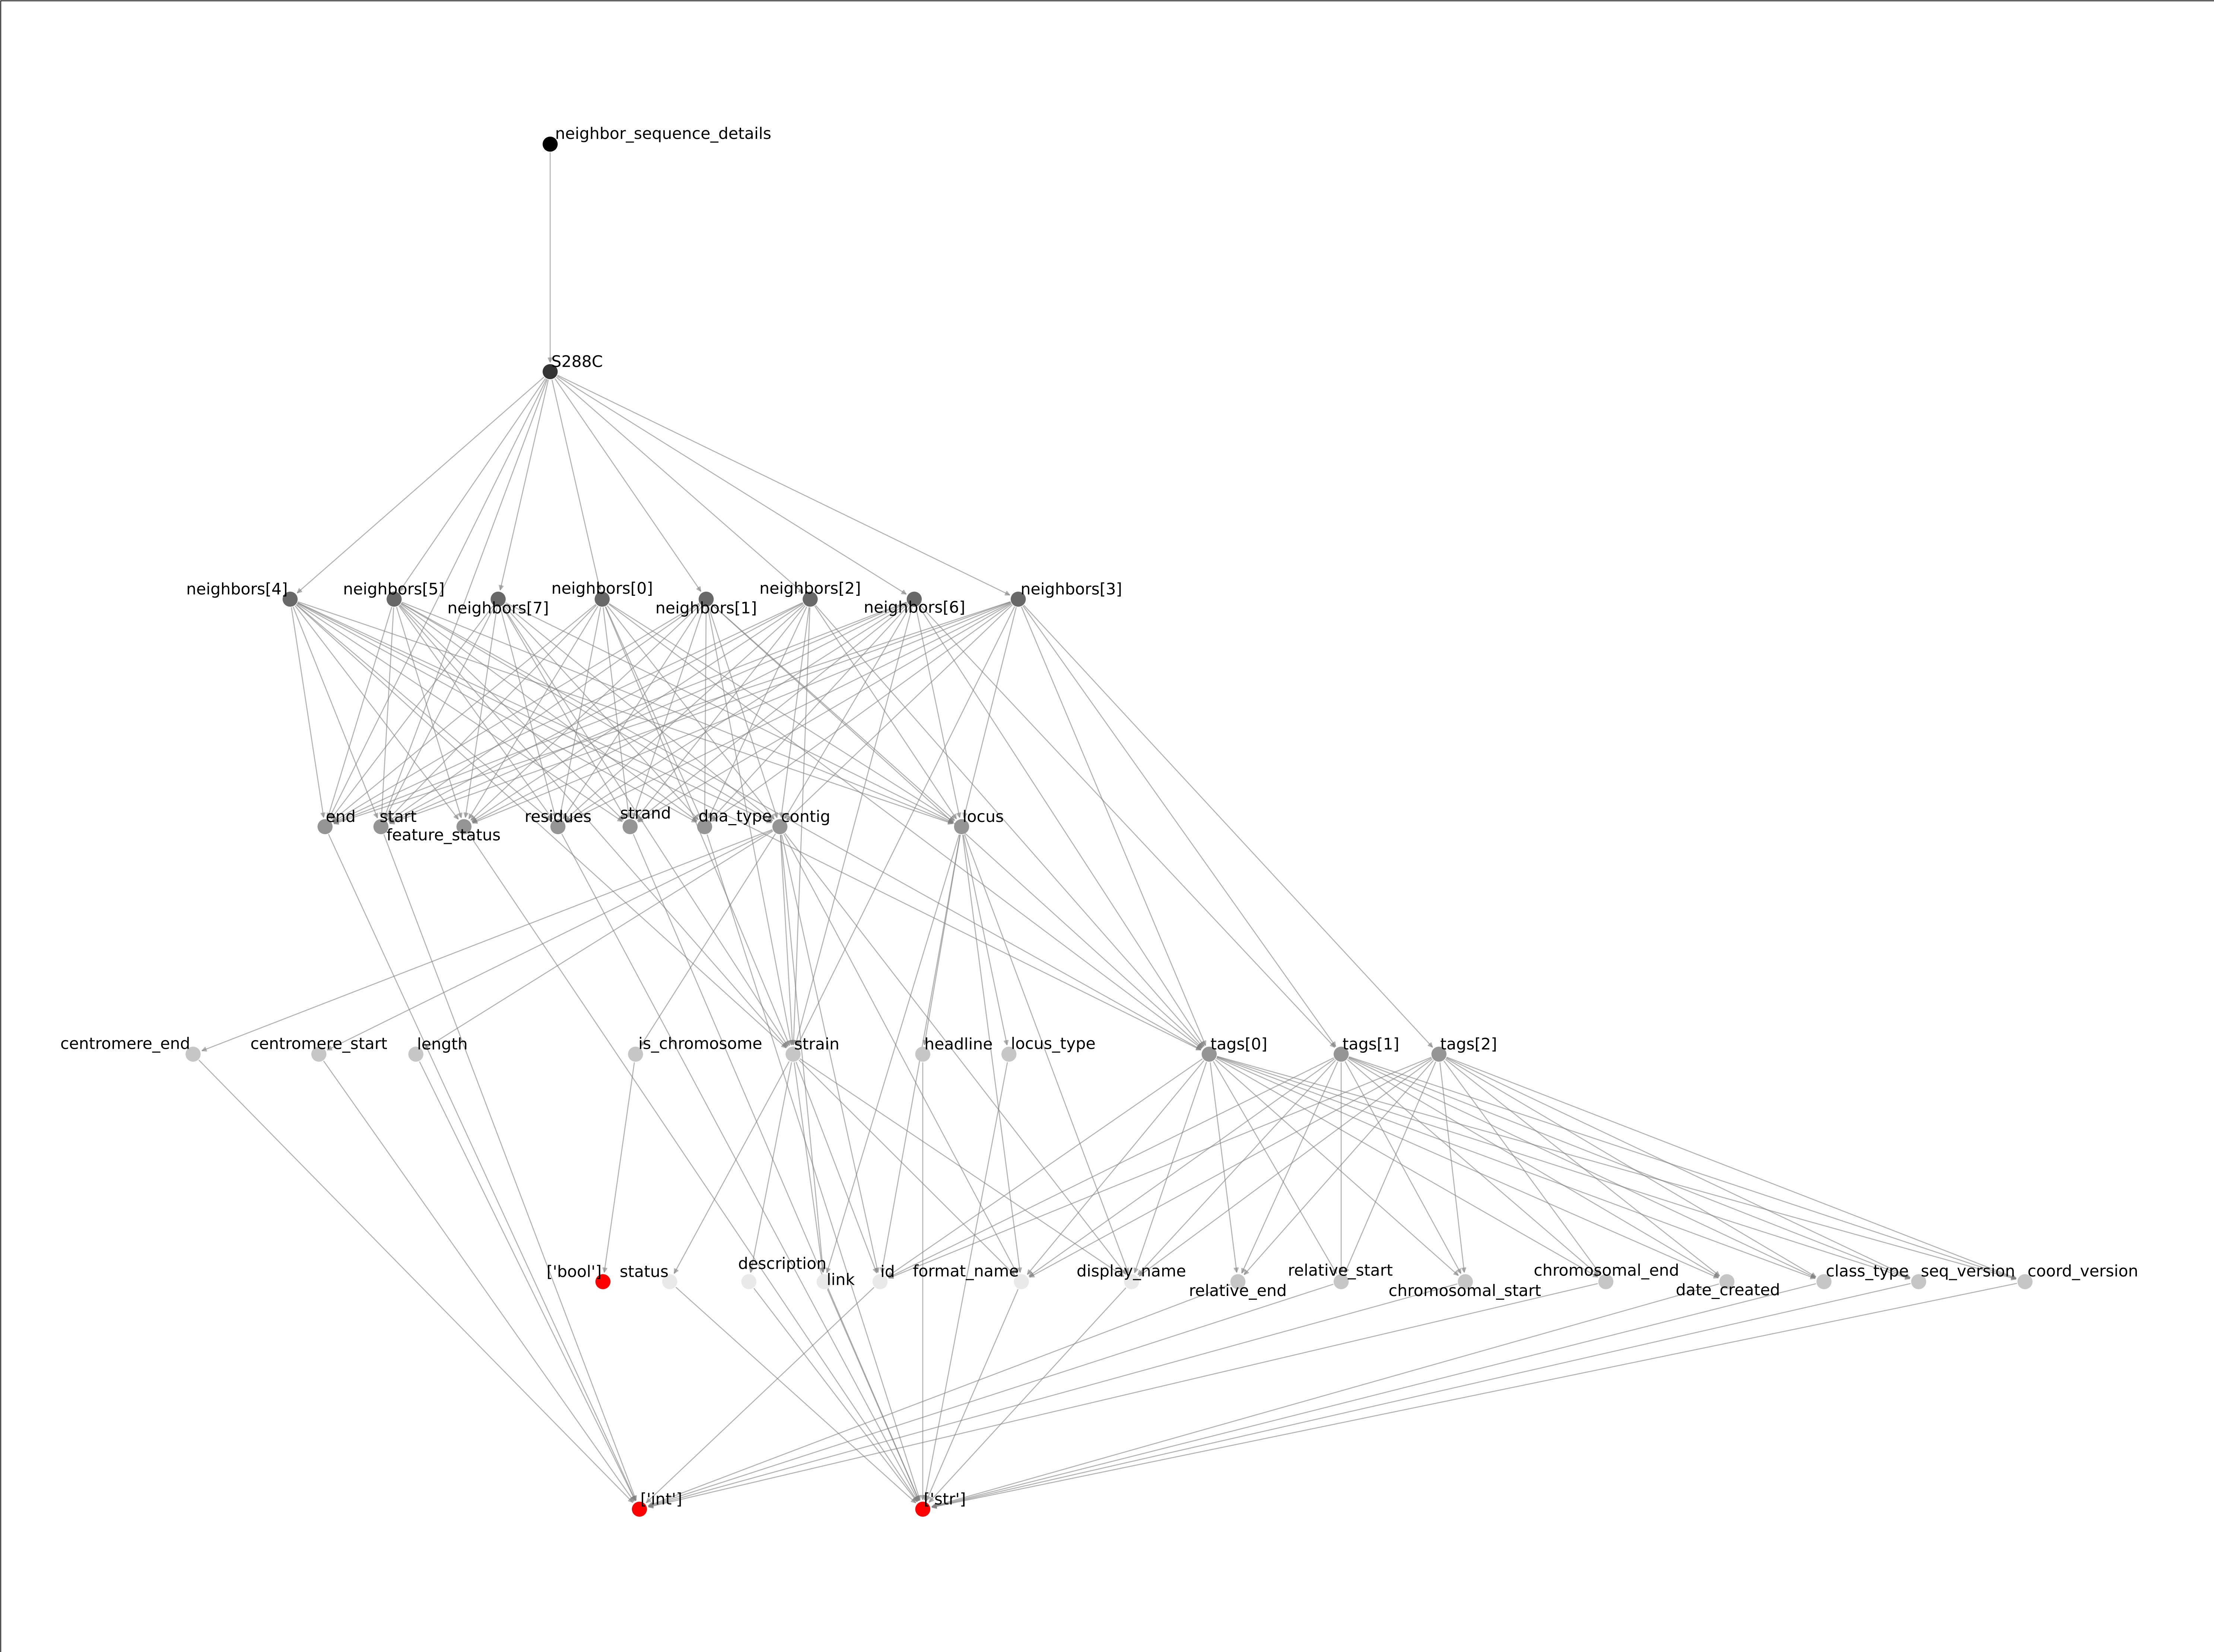 neighbor_sequence_details
S288C
neighbors[4]
neighbors[5]
neighbors[7]
neighbors[0]
neighbors[1]
neighbors[2]
neighbors[6]
neighbors[3]
end
start
feature_status
residues
strand
dna_type
contig
locus
centromere_end
centromere_start
length
is_chromosome
strain
headline
locus_type
tags[0]
tags[1]
tags[2]
['bool']
status
description
link
id
format_name
display_name
relative_end
relative_start
chromosomal_start
chromosomal_end
date_created
class_type
seq_version
coord_version
['int']
['str']